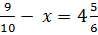 9/10 − x = 4 5/6